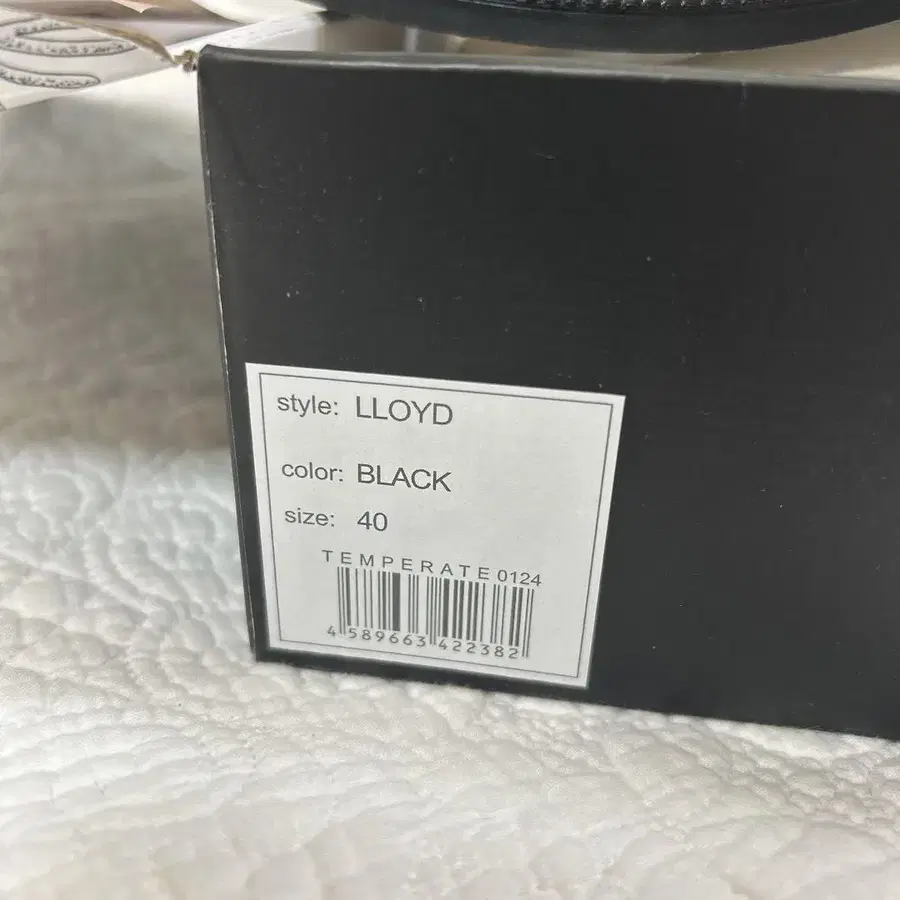 style: LLOYD
color: BLACK
size: 40
TEMPERATE 0124
4 589663 422382